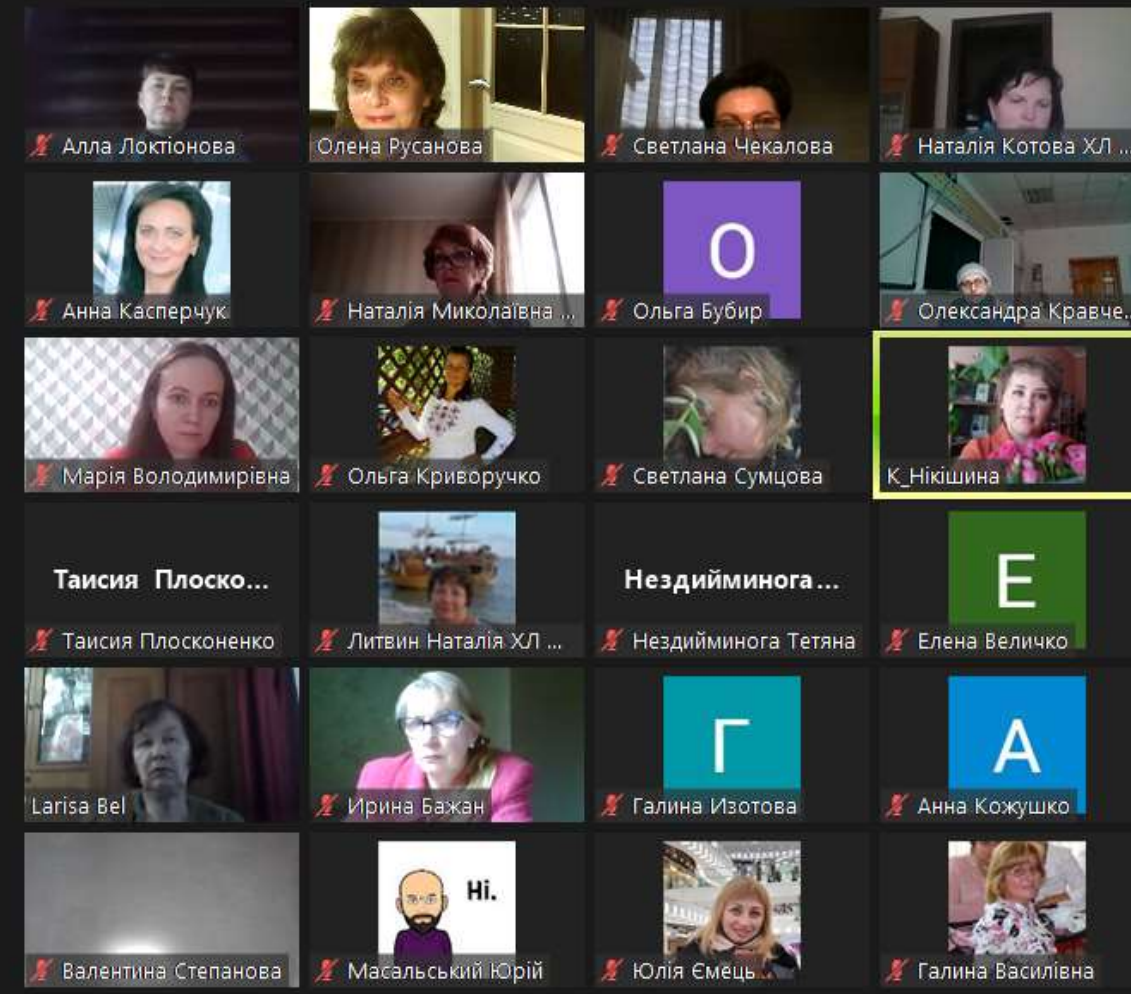 Алла Локтіонова
Олена Русанова
Светлана Чекалова
Наталія Котова ХЛ ...
Анна Касперчук
Наталія Миколаївна ...
О
Ольга Бубир
Олександра Кравче...
Марія Володимирівна
Ольга Криворучко
Светлана Сумцова
К_Нікішина
Таисия Плоско...
Таисия Плосконенко
Литвин Наталія ХЛ ...
Нездийминога...
Нездийминога Тетяна
Е
Елена Величко
Larisa Bel
Ирина Бажан
Г
Галина Изотова
А
Анна Кожушко
Валентина Степанова
Hi.
Масальський Юрій
Юлія Ємець
Галина Василівна